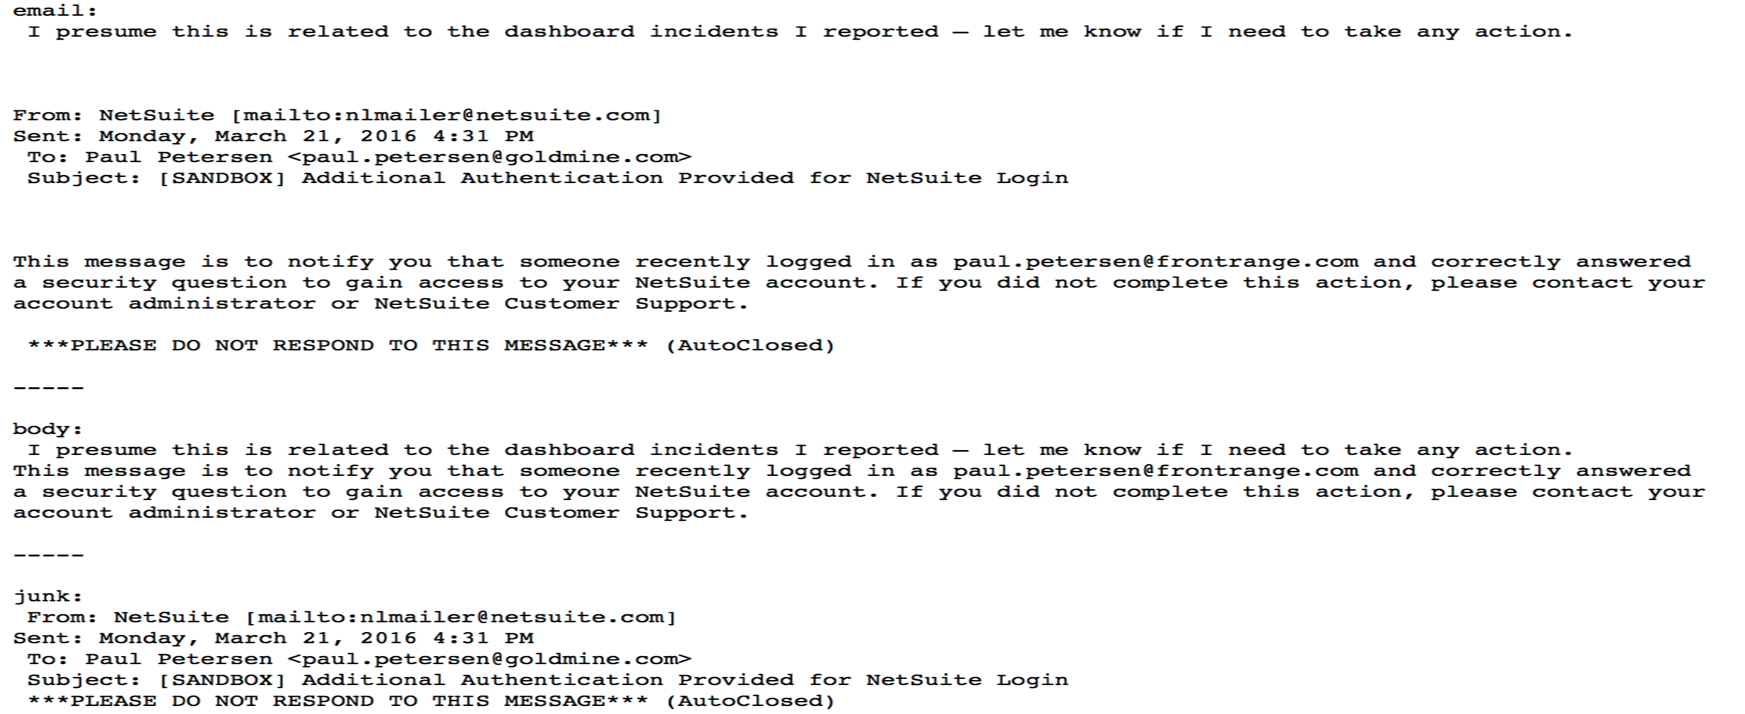 email:
I presume this is related to the dashboard incidents I reported – let me know if I need to take any action.
From: NetSuite [mailto:nlmailer@netsuite.com]
Sent: Monday, March 21, 2016 4:31 PM
To: Paul Petersen <paul.petersen@goldmine.com>
Subject: [SANDBOX] Additional Authentication Provided for NetSuite Login
This message is to notify you that someone recently logged in as paul.petersen@frontrange.com and correctly answered
a security question to gain access to your NetSuite account. If you did not complete this action, please contact your
account administrator or NetSuite Customer Support.
***PLEASE DO NOT RESPOND TO THIS MESSAGE*** (AutoClosed)
-----
body:
I presume this is related to the dashboard incidents I reported – let me know if I need to take any action.
This message is to notify you that someone recently logged in as paul.petersen@frontrange.com and correctly answered
a security question to gain access to your NetSuite account. If you did not complete this action, please contact your
account administrator or NetSuite Customer Support.
-----
junk:
From: NetSuite [mailto:nlmailer@netsuite.com]
Sent: Monday, March 21, 2016 4:31 PM
To: Paul Petersen <paul.petersen@goldmine.com>
Subject: [SANDBOX] Additional Authentication Provided for NetSuite Login
***PLEASE DO NOT RESPOND TO THIS MESSAGE*** (AutoClosed)